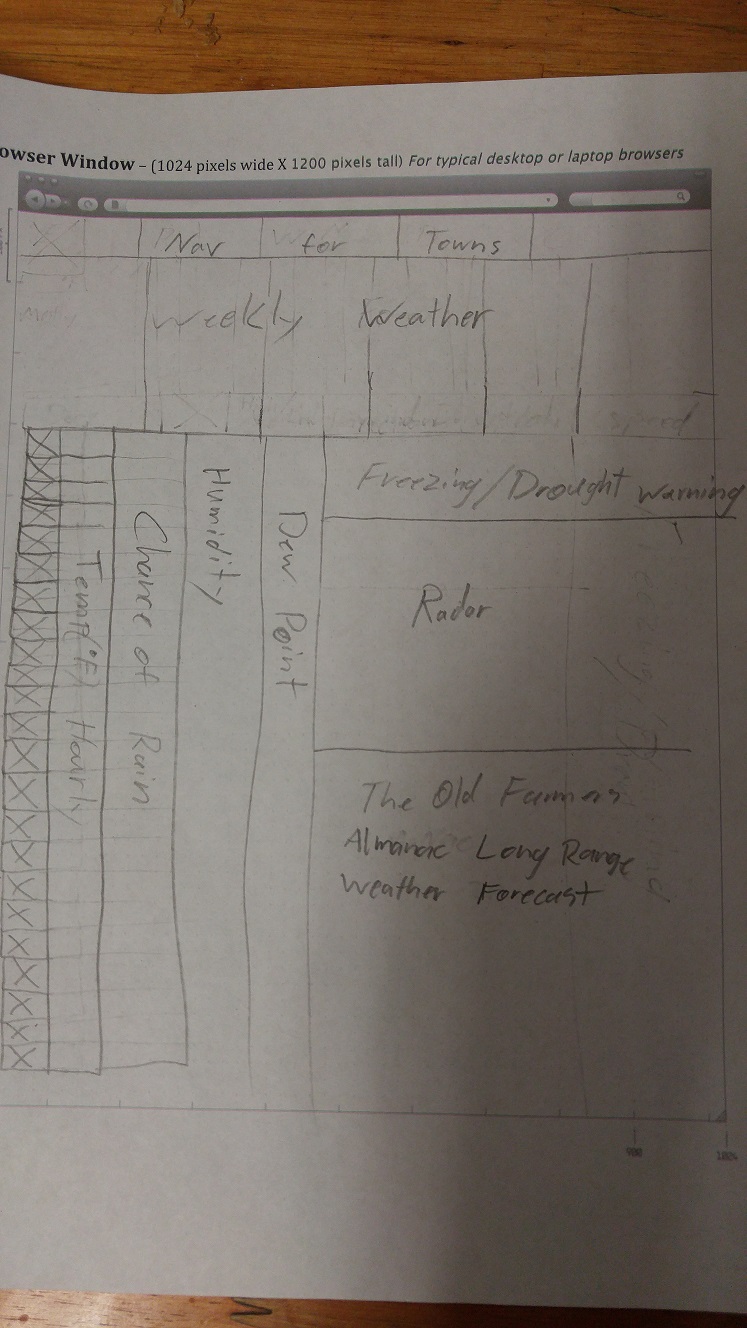 owser Window – (1024 pixels wide X 1200 pixels tall) For typical desktop or laptop browsers
Nav for Towns
Weekly Weather
Freezing/Drought Warning
Humidity
Dew Point
Chance of Rain
Temp(°F) Hourly
Radar
The Old Farmers
Almanac Long Range
Weather Forecast
900
1024